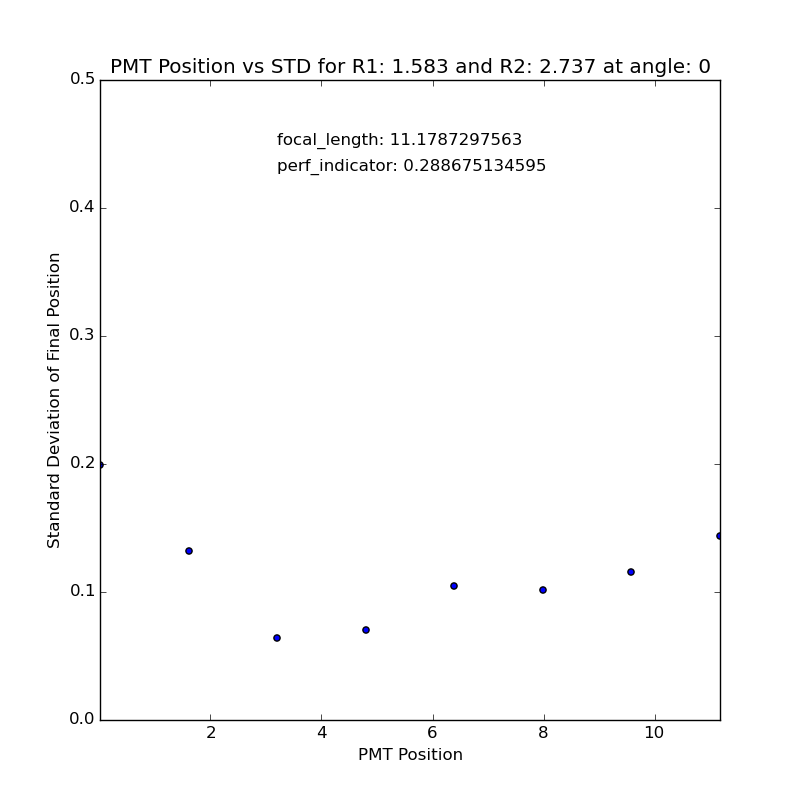 PMT Position vs STD for R1: 1.583 and R2: 2.737 at angle: 0
0.5
focal_length: 11.1787297563
perf_indicator: 0.288675134595
0.4
0.3
Standard Deviation of Final Position
0.2
0.1
0.0
2 4 6 8 10
PMT Position